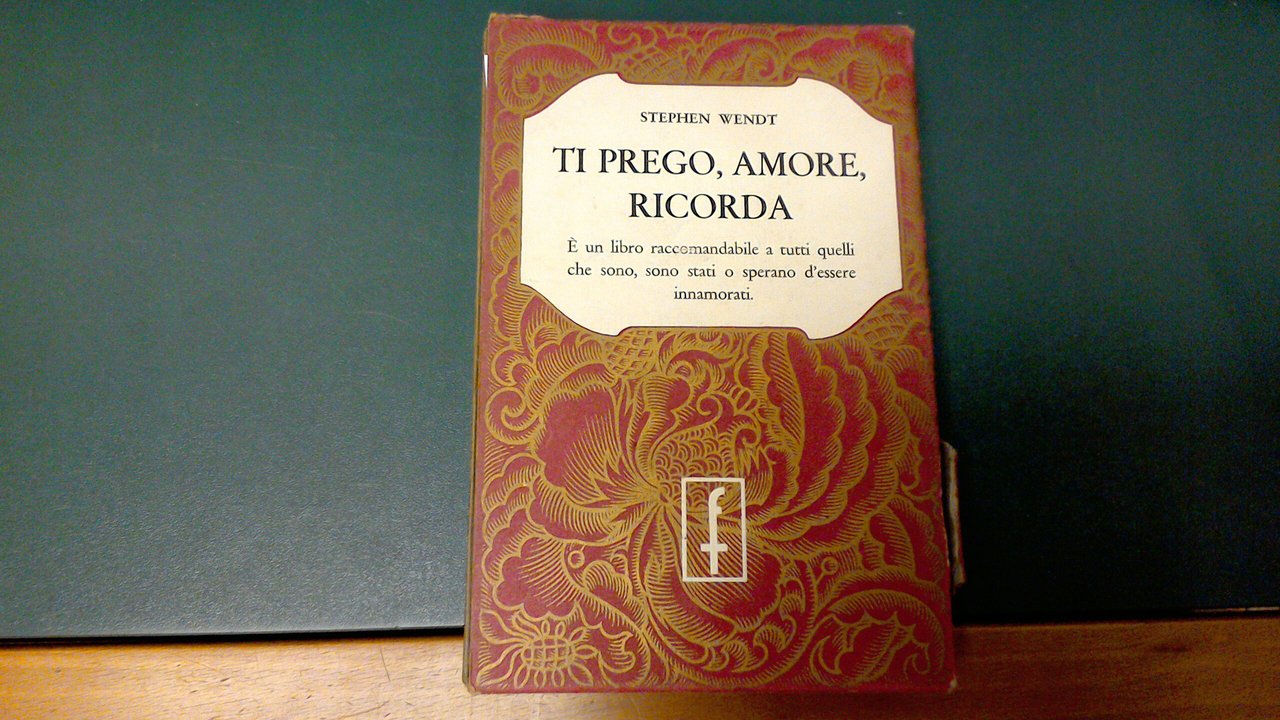 STEPHEN WENDT
TI PREGO, AMORE,
RICORDA
È un libro raccomandabile a tutti quelli
che sono, sono stati o sperano d'essere
innamorati.
f